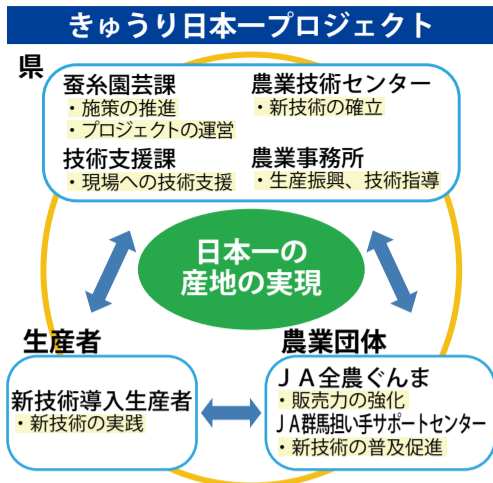 きゅうり日本一プロジェクト
県
蚕糸園芸課
・施策の推進
・プロジェクトの運営
農業技術センター
・新技術の確立
技術支援課
・現場への技術支援
農業事務所
・生産振興、技術指導
日本一の
産地の実現
生産者
新技術導入生産者
・新技術の実践
農業団体
ＪＡ全農ぐんま
・販売力の強化
ＪＡ群馬担い手サポートセンター
・新技術の普及促進